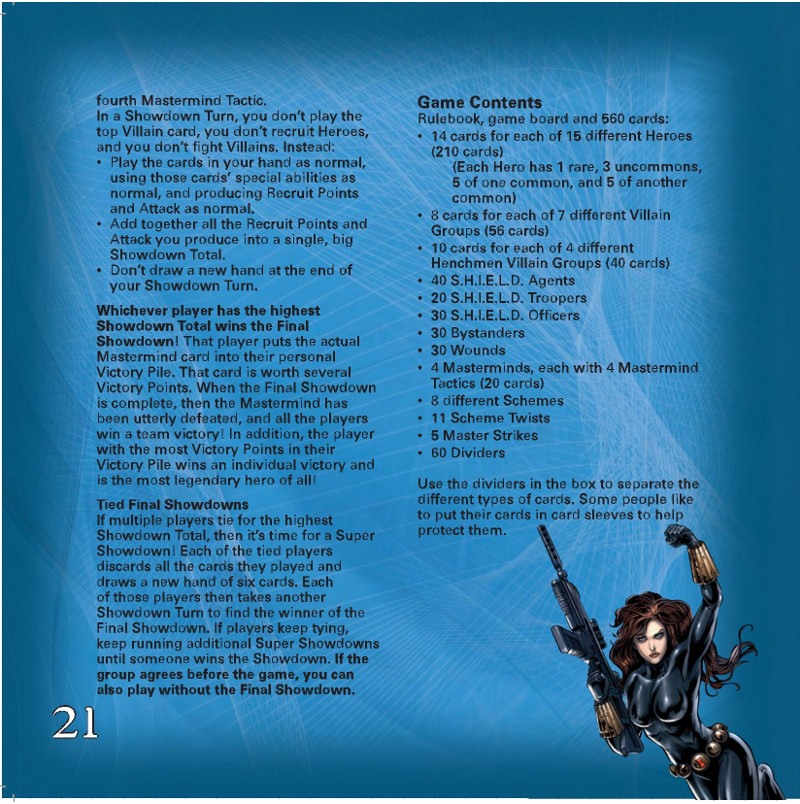 fourth Mastermind Tactic.
In a Showdown Turn, you don't play the
top Villain card, you don't recruit Heroes,
and you don't fight Villains. Instead:
• Play the cards in your hand as normal,
using those cards' special abilities as
normal, and producing Recruit Points
and Attack as normal.
• Add together all the Recruit Points and
Attack you produce into a single, big
Showdown Total.
• Don't draw a new hand at the end of
your Showdown Turn.
Whichever player has the highest
Showdown Total wins the Final
Showdown! That player puts the actual
Mastermind card into their personal
Victory Pile. That card is worth several
Victory Points. When the Final Showdown
is complete, then the Mastermind has
been utterly defeated, and all the players
win a team victory! In addition, the player
with the most Victory Points in their
Victory Pile wins an individual victory and
is the most legendary hero of all!
Tied Final Showdowns
If multiple players tie for the highest
Showdown Total, then it's time for a Super
Showdown! Each of the tied players
discards all the cards they played and
draws a new hand of six cards. Each
of those players then takes another
Showdown Turn to find the winner of the
Final Showdown. If players keep tying,
keep running additional Super Showdowns
until someone wins the Showdown. If the
group agrees before the game, you can
also play without the Final Showdown.
Game Contents
Rulebook, game board and 560 cards:
• 14 cards for each of 15 different Heroes
(210 cards)
(Each Hero has 1 rare, 3 uncommons,
5 of one common, and 5 of another
common)
• 8 cards for each of 7 different Villain
Groups (56 cards)
• 10 cards for each of 4 different
Henchmen Villain Groups (40 cards)
• 40 S.H.I.E.L.D. Agents
• 20 S.H.I.E.L.D. Troopers
• 30 S.H.I.E.L.D. Officers
• 30 Bystanders
• 30 Wounds
• 4 Masterminds, each with 4 Mastermind
Tactics (20 cards)
• 8 different Schemes
• 11 Scheme Twists
• 5 Master Strikes
• 60 Dividers
Use the dividers in the box to separate the
different types of cards. Some people like
to put their cards in card sleeves to help
protect them.
21